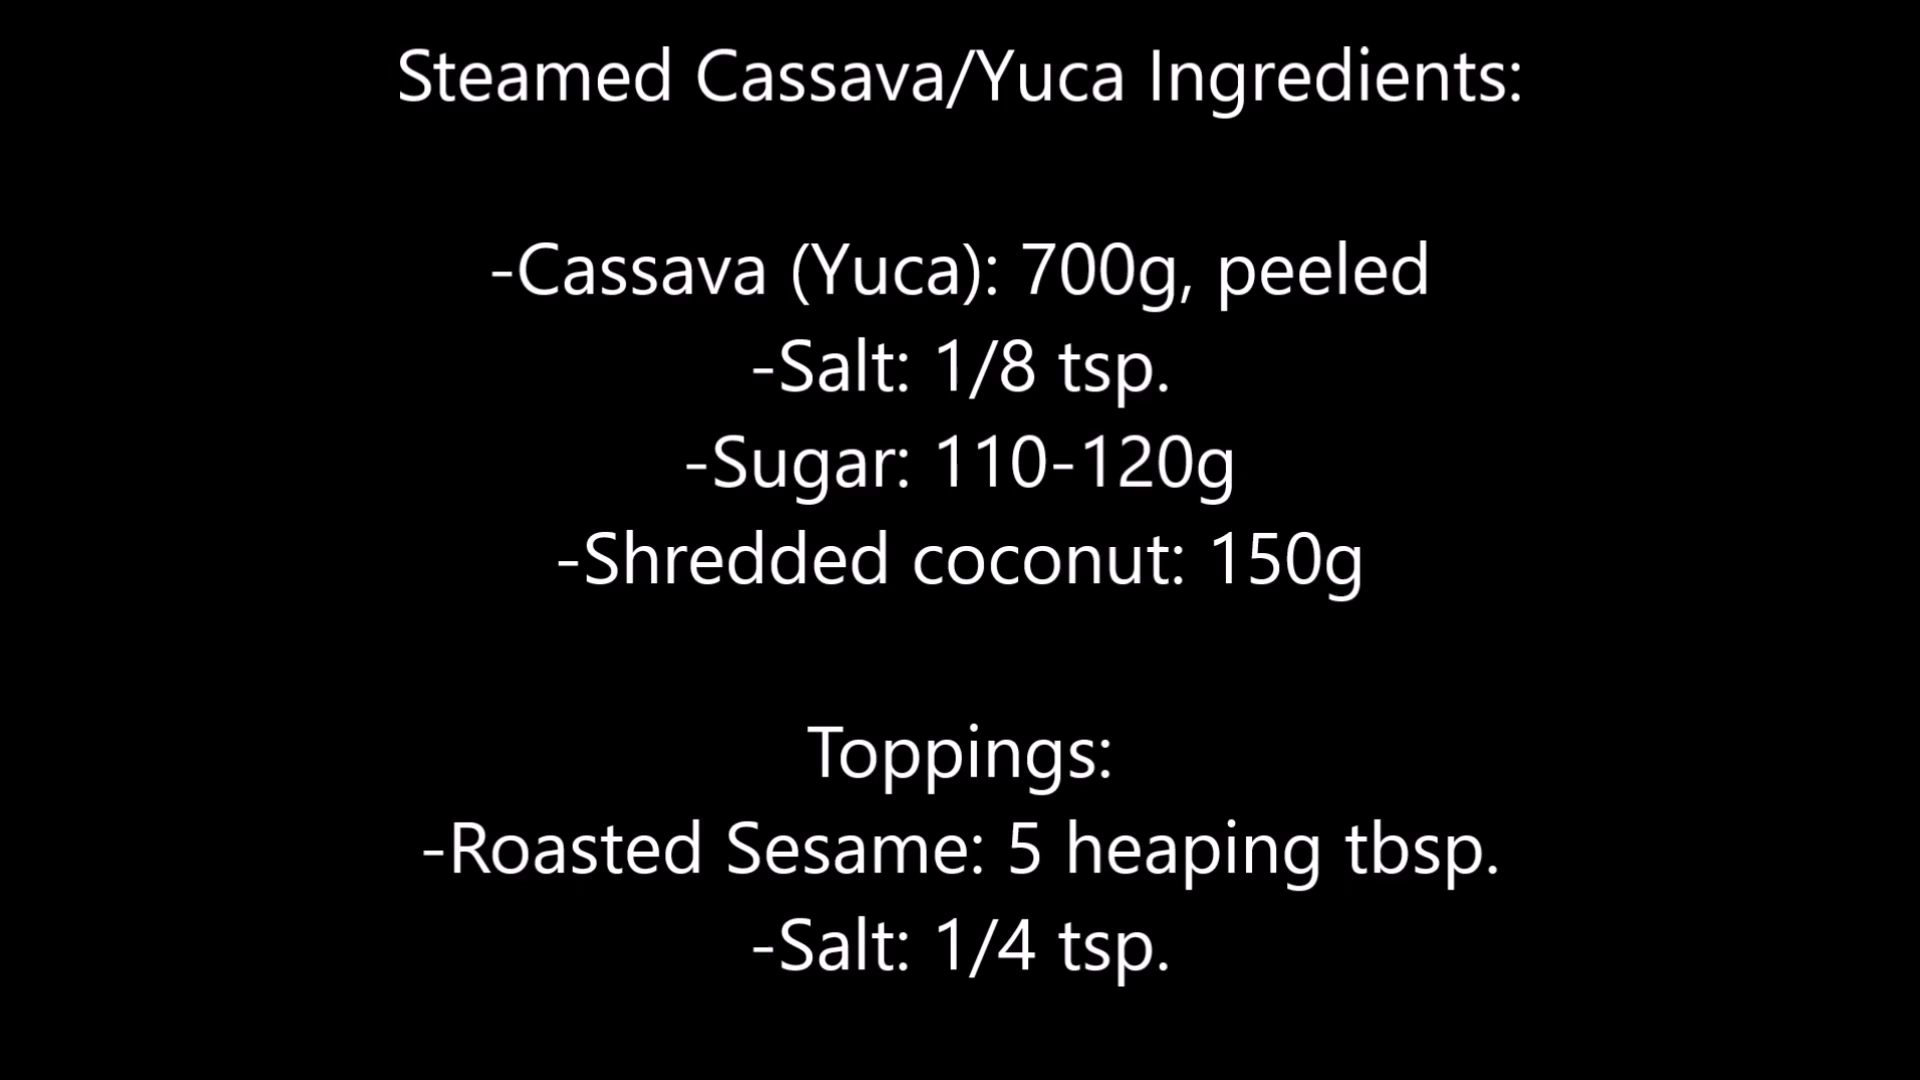 Steamed Cassava/Yuca Ingredients:
-Cassava (Yuca): 700g, peeled
-Salt: 1/8 tsp.
-Sugar: 110-120g
-Shredded coconut: 150g
Toppings:
-Roasted Sesame: 5 heaping tbsp.
-Salt: 1/4 tsp.